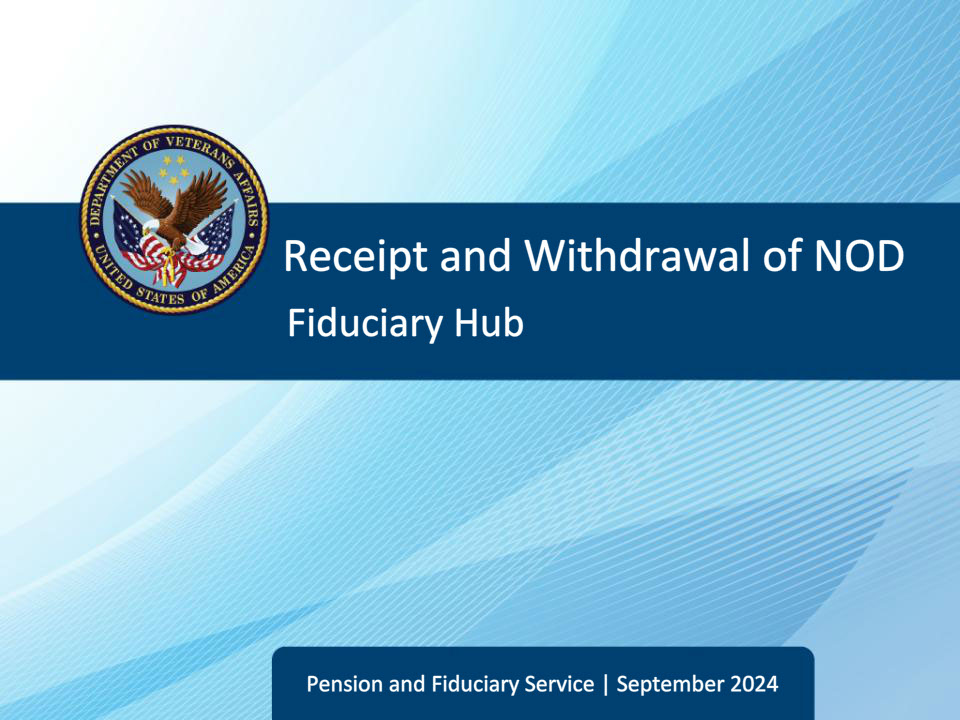 DEPARTMENT OF VETERANS AFFAIRS
UNITED STATES OF AMERICA
Receipt and Withdrawal of NOD
Fiduciary Hub
Pension and Fiduciary Service | September 2024